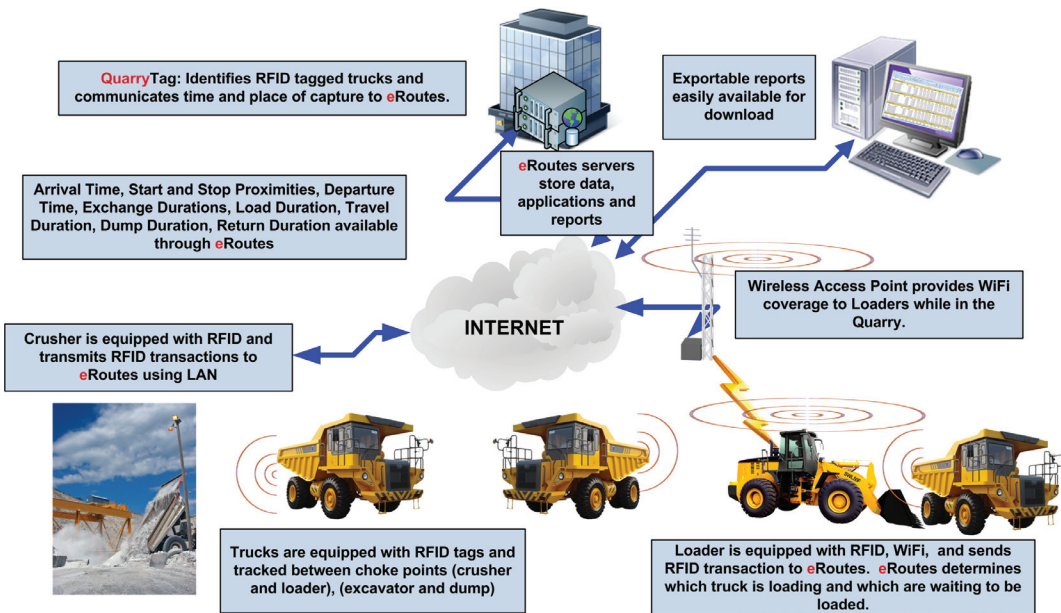 QuarryTag: Identifies RFID tagged trucks and
communicates time and place of capture to eRoutes.
Exportable reports
easily available for
download
eRoutes servers
store data,
applications and
reports
Arrival Time, Start and Stop Proximities, Departure
Time, Exchange Durations, Load Duration, Travel
Duration, Dump Duration, Return Duration available
through eRoutes
Wireless Access Point provides WiFi
coverage to Loaders while in the
Quarry.
INTERNET
Crusher is equipped with RFID and
transmits RFID transactions to
eRoutes using LAN
Trucks are equipped with RFID tags and
tracked between choke points (crusher
and loader), (excavator and dump)
Loader is equipped with RFID, WiFi, and sends
RFID transaction to eRoutes. eRoutes determines
which truck is loading and which are waiting to be
loaded.